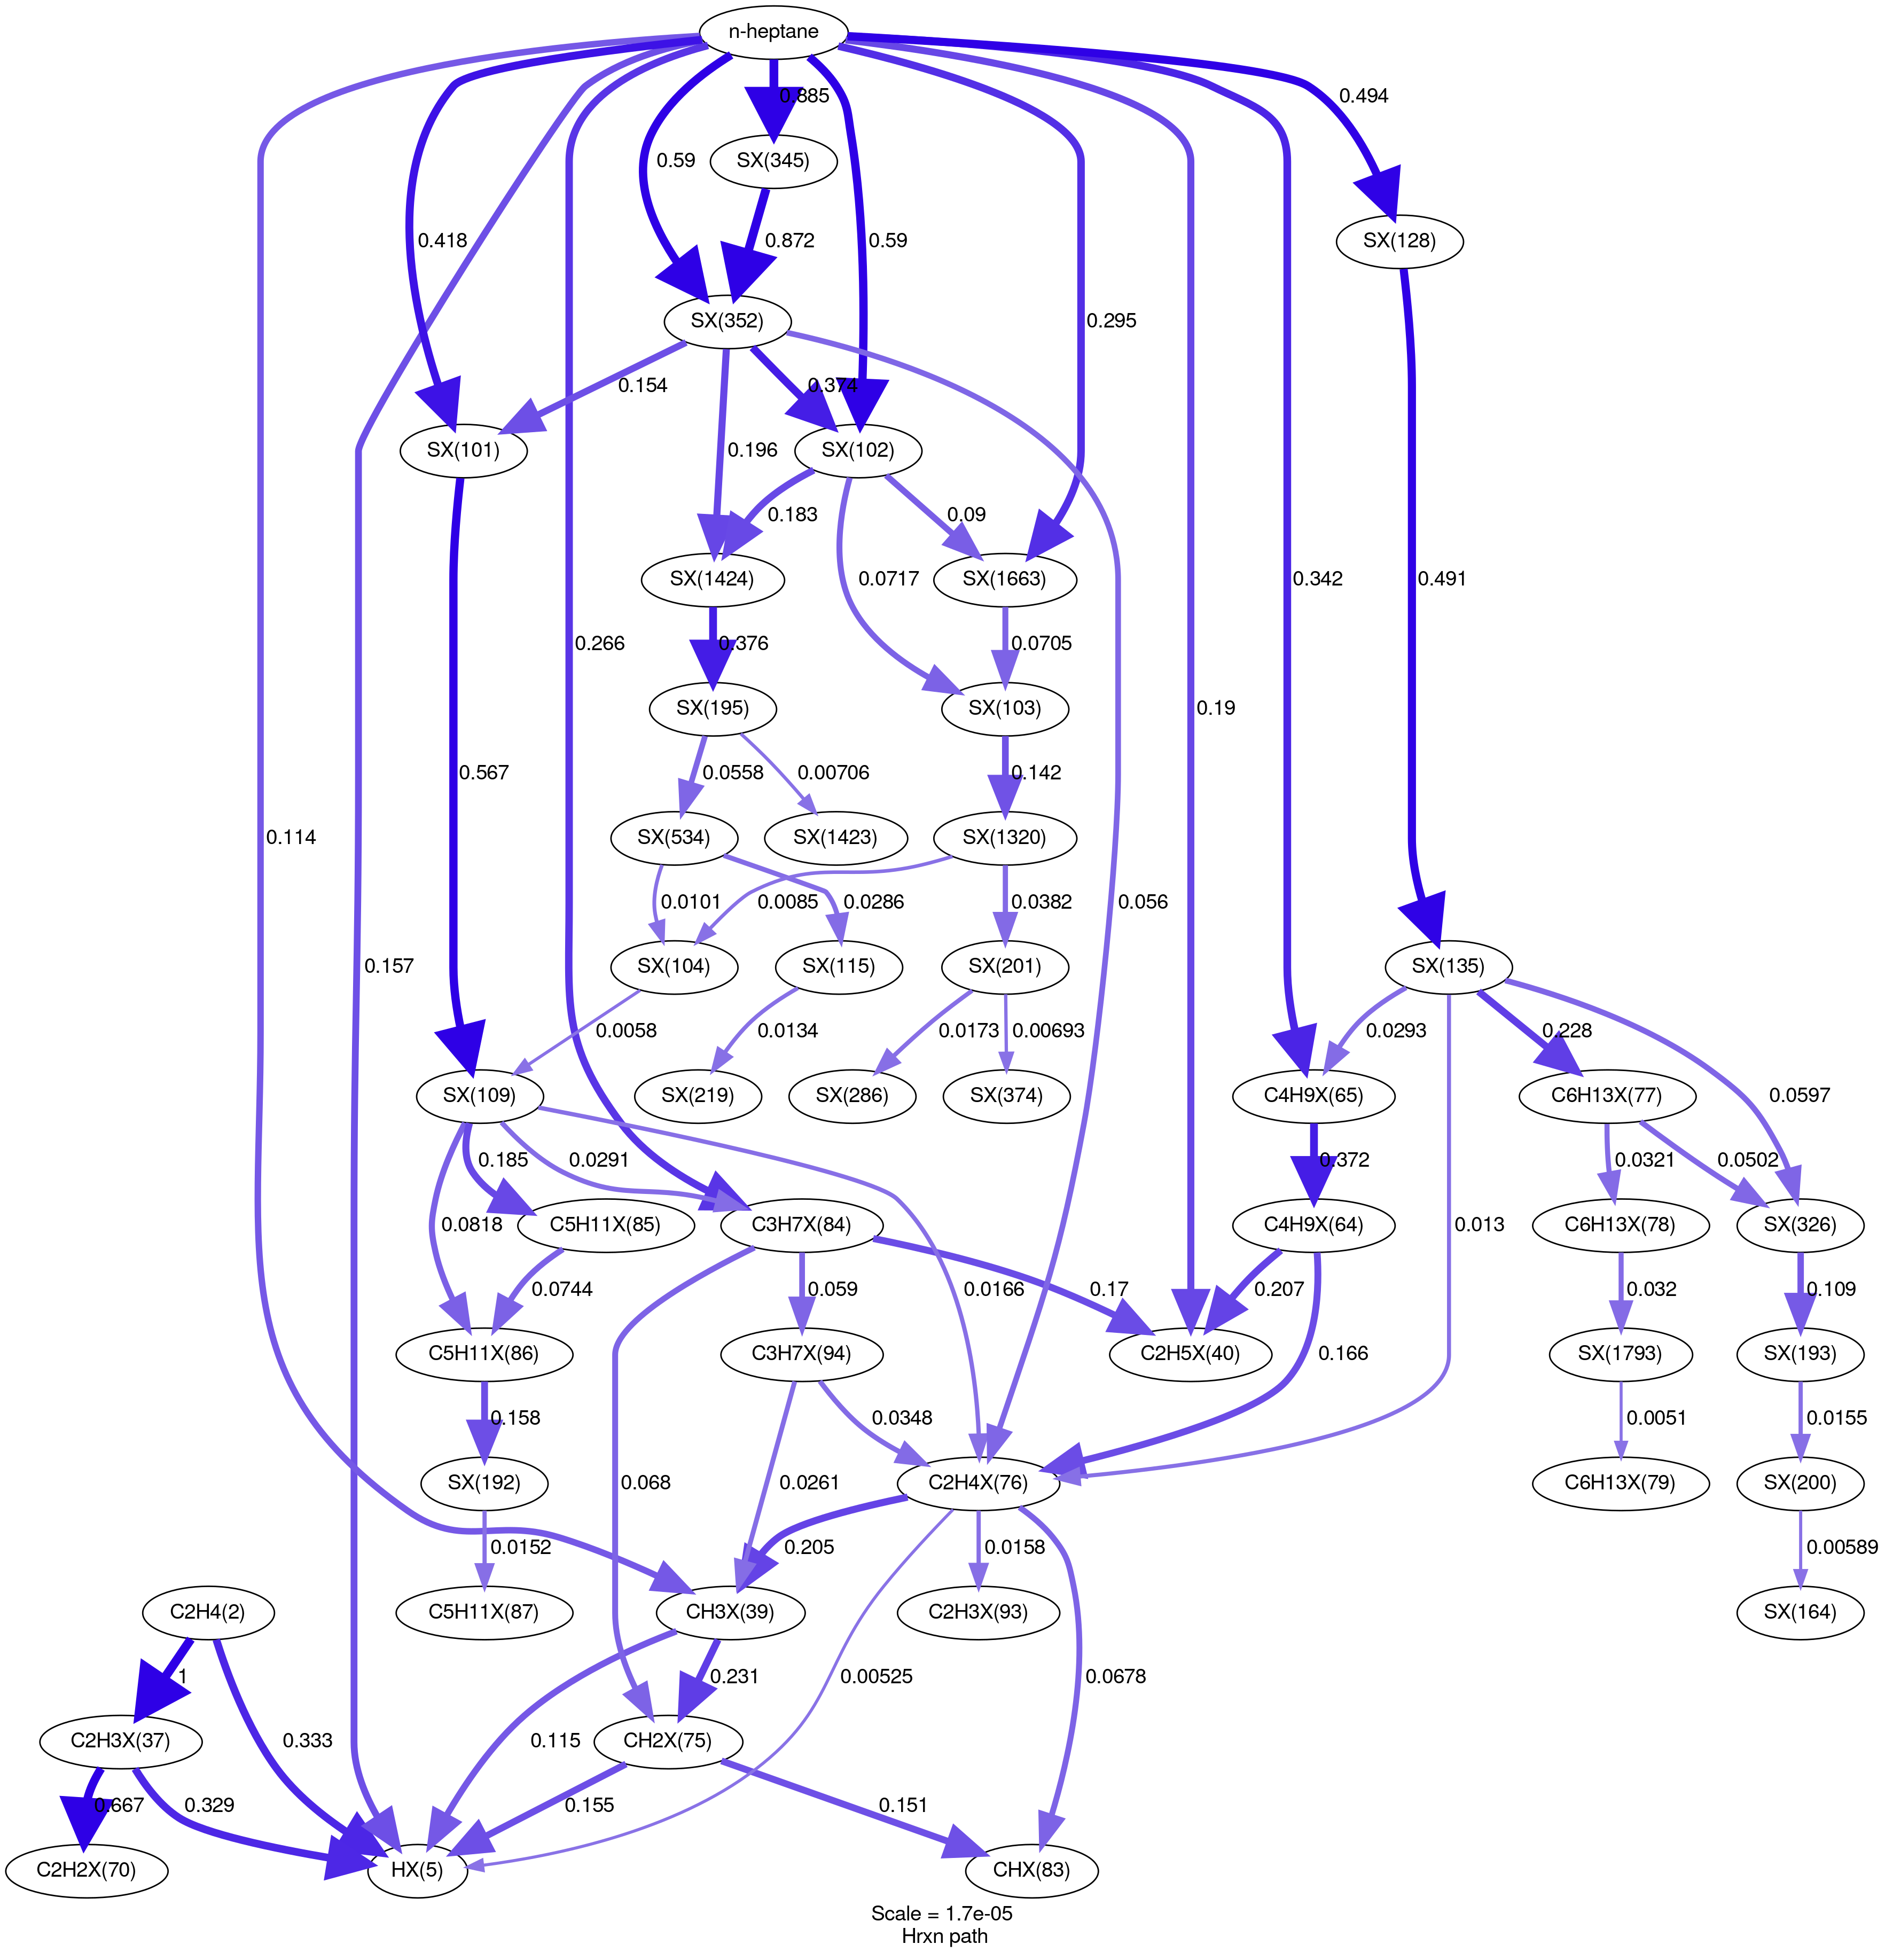 n-heptane
0.885
0.494
SX(345)
0.59
SX(128)
0.418
0.872
0.59
SX(352)
0.295
0.154
0.374
SX(101)
0.196
SX(102)
0.183
0.09
0.0717
SX(1424)
SX(1663)
0.342
0.491
0.266
0.376
0.0705
SX(195)
SX(103)
0.19
0.567
0.0558
0.00706
0.142
0.114
SX(534)
SX(1423)
SX(1320)
0.056
0.0101
0.0085
0.0286
0.0382
0.157
SX(104)
SX(115)
SX(201)
SX(135)
0.0058
0.0134
0.0173
0.00693
0.0293
0.228
0.0597
SX(109)
SX(219)
SX(286)
SX(374)
C4H9X(65)
C6H13X(77)
0.0818
0.185
0.0291
0.372
0.0321
0.0502
C5H11X(85)
C3H7X(84)
C4H9X(64)
0.013
C6H13X(78)
SX(326)
0.0744
0.059
0.0166
0.17
0.207
0.032
0.109
C5H11X(86)
C3H7X(94)
C2H5X(40)
0.166
SX(1793)
SX(193)
0.158
0.0348
0.0051
0.0155
SX(192)
0.068
0.0261
C2H4X(76)
C6H13X(79)
SX(200)
0.0152
0.205
0.0158
0.00589
C2H4(2)
C5H11X(87)
CH3X(39)
C2H3X(93)
SX(164)
1
0.333
0.231
0.00525
0.0678
C2H3X(37)
0.115
CH2X(75)
0.667
0.329
0.155
0.151
C2H2X(70)
HX(5)
CHX(83)
Scale = 1.7e-05
Hrxn path